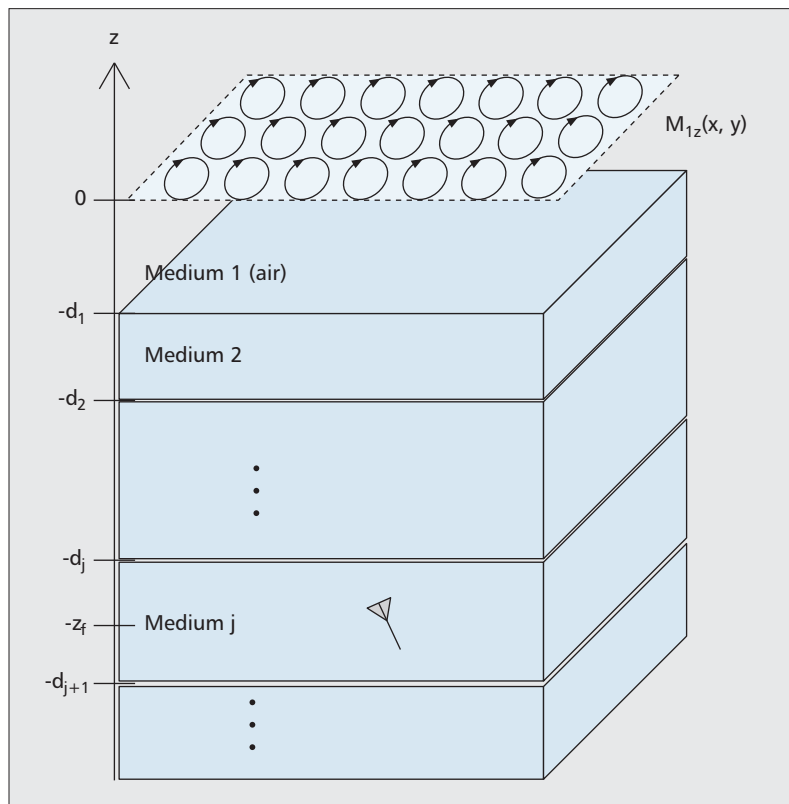 z
M1z(x, y)
0
Medium 1 (air)
-d1
Medium 2
-d2
-dj
-zf
Medium j
-dj+1